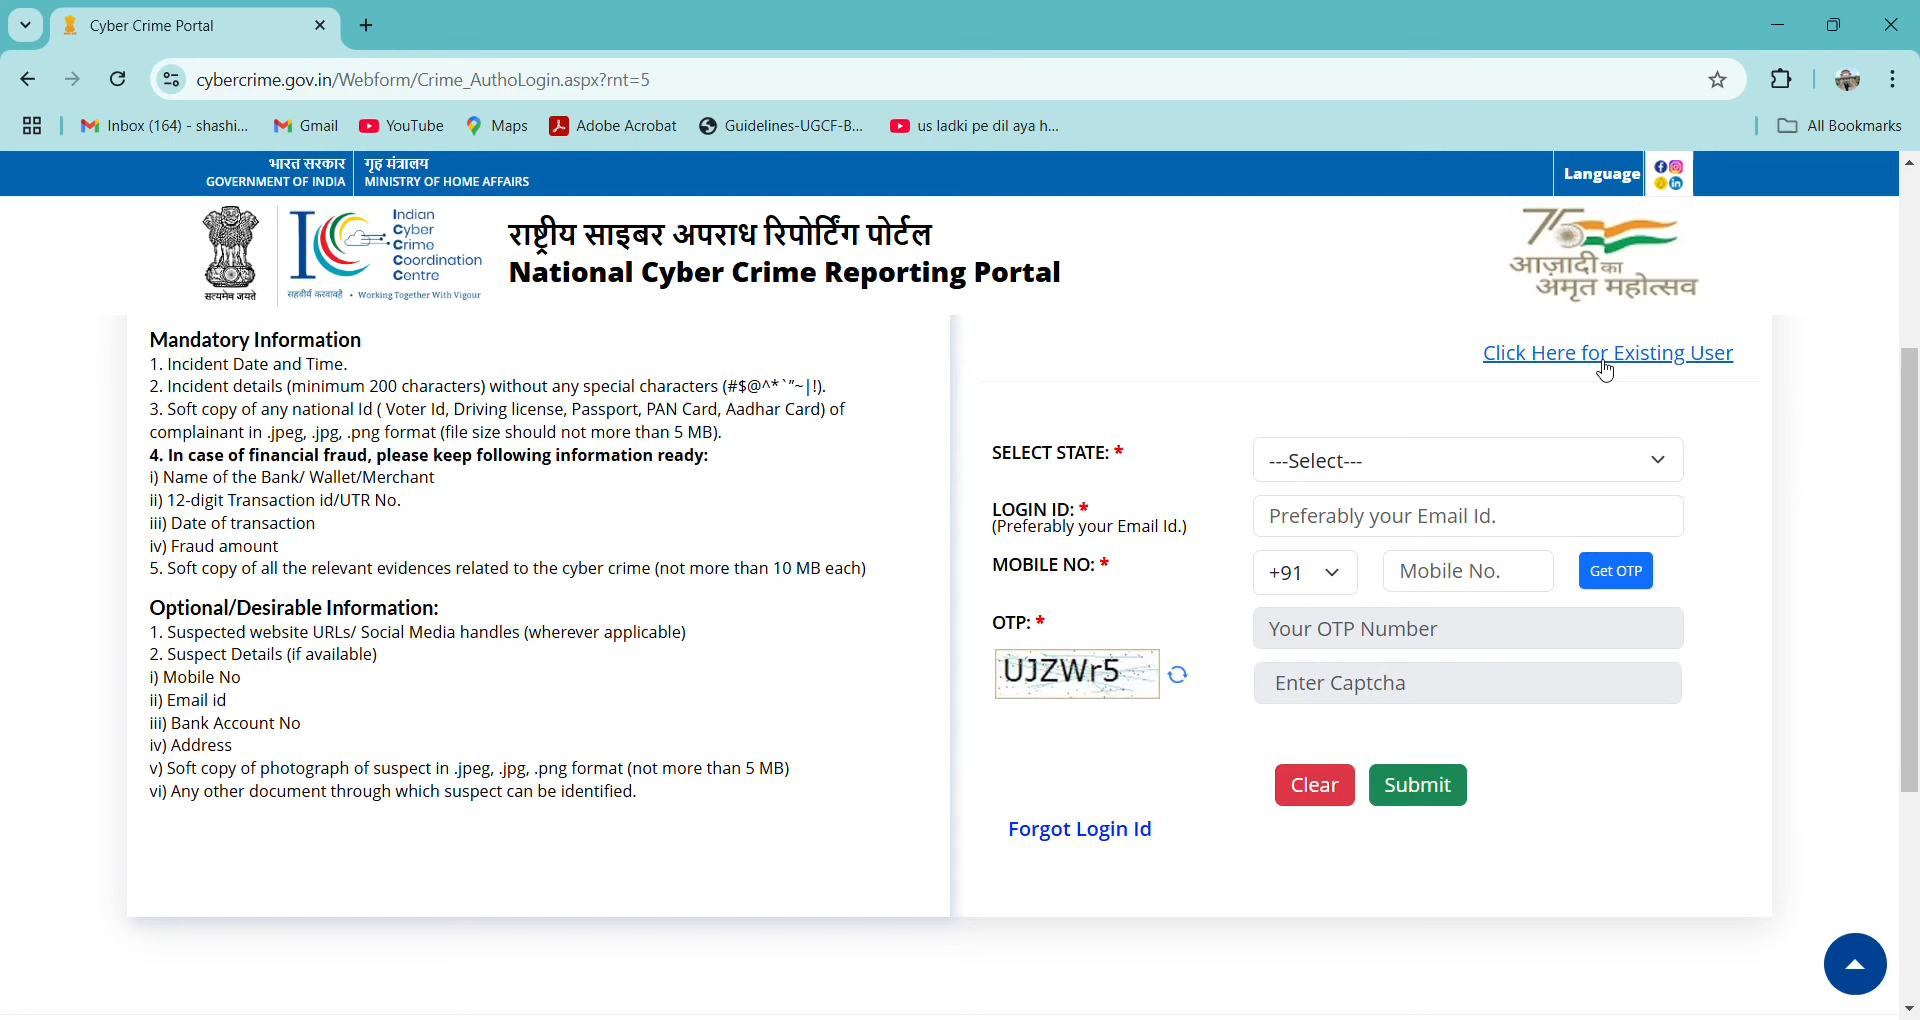 Cyber Crime Portal
cybercrime.gov.in/Webform/Crime_AuthoLogin.aspx?rnt=5
Inbox (164) - shashi... Gmail YouTube Maps Adobe Acrobat Guidelines-UGCF-B... us ladki pe dil aya h... All Bookmarks
भारत सरकार गृह मंत्रालय
GOVERNMENT OF INDIA MINISTRY OF HOME AFFAIRS
Language
सत्यमेव जयते
Indian
Cyber
Crime
Coordination
Centre
सहवीर्यं करवावहै • Working Together With Vigour
राष्ट्रीय साइबर अपराध रिपोर्टिंग पोर्टल
National Cyber Crime Reporting Portal
75
आज़ादी का
अमृत महोत्सव
Mandatory Information
1. Incident Date and Time.
2. Incident details (minimum 200 characters) without any special characters (#$@^*`"~|!).
3. Soft copy of any national Id ( Voter Id, Driving license, Passport, PAN Card, Aadhar Card) of
complainant in .jpeg, .jpg, .png format (file size should not more than 5 MB).
4. In case of financial fraud, please keep following information ready:
i) Name of the Bank/ Wallet/Merchant
ii) 12-digit Transaction id/UTR No.
iii) Date of transaction
iv) Fraud amount
5. Soft copy of all the relevant evidences related to the cyber crime (not more than 10 MB each)
Optional/Desirable Information:
1. Suspected website URLs/ Social Media handles (wherever applicable)
2. Suspect Details (if available)
i) Mobile No
ii) Email id
iii) Bank Account No
iv) Address
v) Soft copy of photograph of suspect in .jpeg, .jpg, .png format (not more than 5 MB)
vi) Any other document through which suspect can be identified.
Click Here for Existing User
SELECT STATE: * ---Select---
LOGIN ID: *
(Preferably your Email Id.) Preferably your Email Id.
MOBILE NO: * +91 Mobile No. Get OTP
OTP: * Your OTP Number
UJZWr5 Enter Captcha
Clear Submit
Forgot Login Id